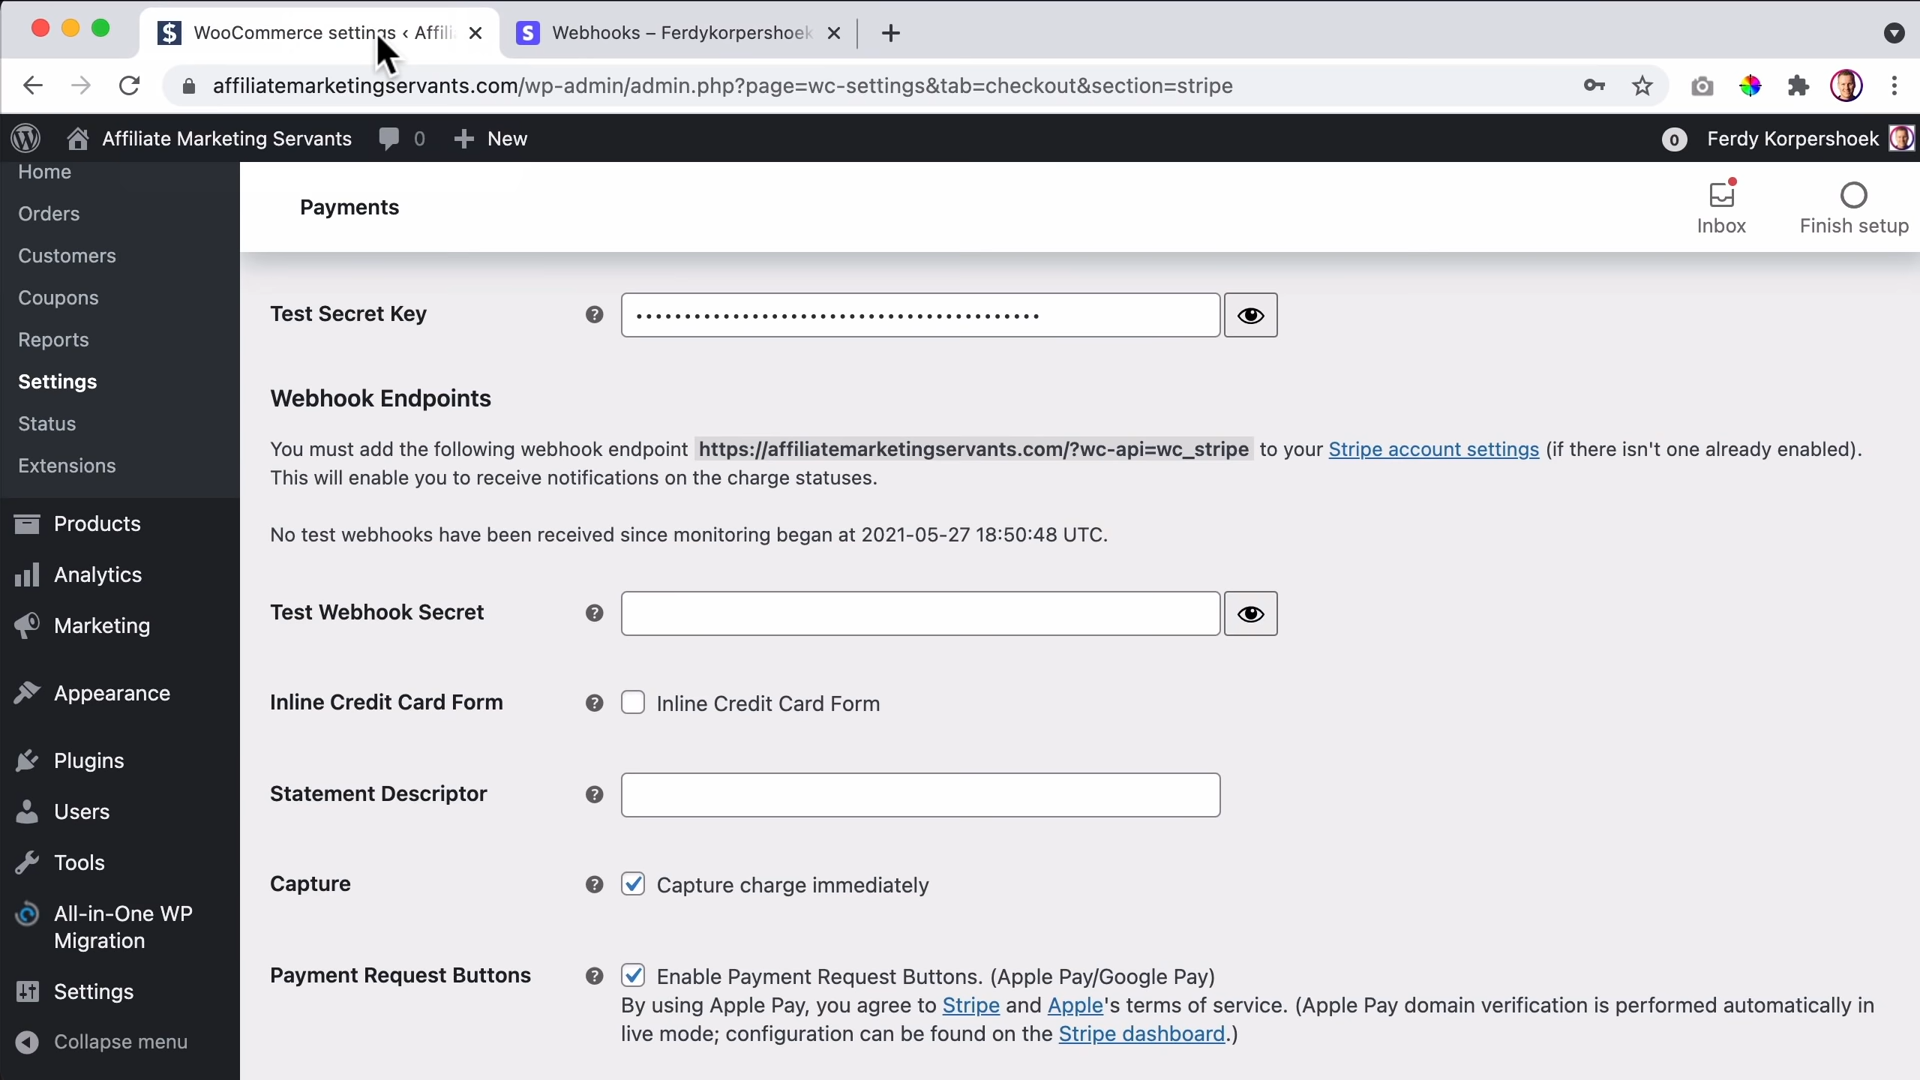 WooCommerce settings ‹ Affili
Webhooks – Ferdykorpershoek
affiliatemarketingservants.com/wp-admin/admin.php?page=wc-settings&tab=checkout&section=stripe
Affiliate Marketing Servants
0
New
0
Ferdy Korpershoek
Home
Orders
Customers
Coupons
Reports
Settings
Status
Extensions
Products
Analytics
Marketing
Appearance
Plugins
Users
Tools
All-in-One WP
Migration
Settings
Collapse menu
Payments
Inbox
Finish setup
Test Secret Key
Webhook Endpoints
You must add the following webhook endpoint https://affiliatemarketingservants.com/?wc-api=wc_stripe to your Stripe account settings (if there isn't one already enabled).
This will enable you to receive notifications on the charge statuses.
No test webhooks have been received since monitoring began at 2021-05-27 18:50:48 UTC.
Test Webhook Secret
Inline Credit Card Form
Inline Credit Card Form
Statement Descriptor
Capture
Capture charge immediately
Payment Request Buttons
Enable Payment Request Buttons. (Apple Pay/Google Pay)
By using Apple Pay, you agree to Stripe and Apple's terms of service. (Apple Pay domain verification is performed automatically in
live mode; configuration can be found on the Stripe dashboard.)